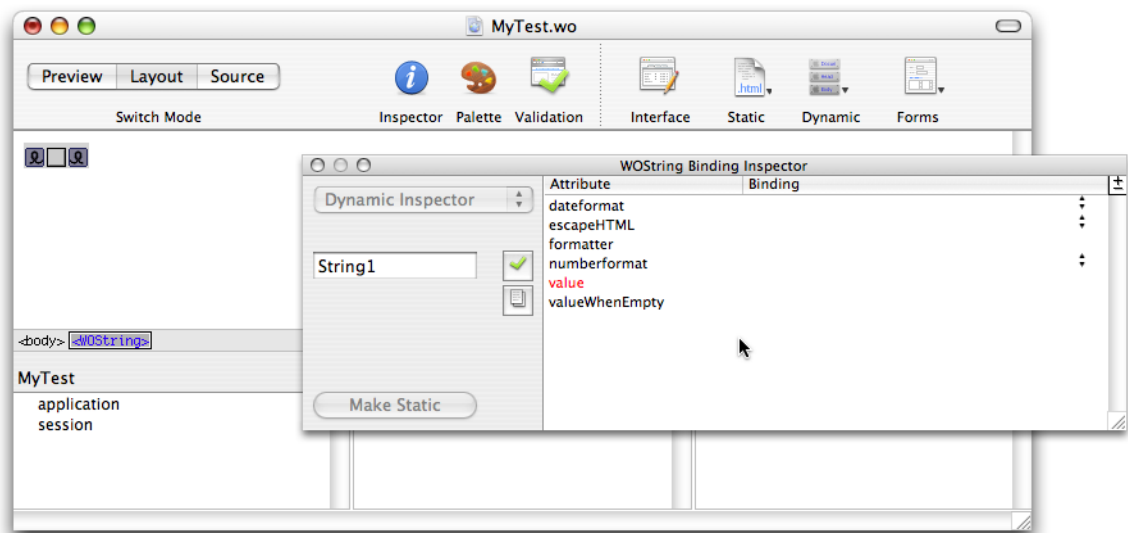 MyTest.wo
Preview Layout Source
Switch Mode
Inspector Palette Validation Interface Static Dynamic Forms
.html
WOString Binding Inspector
Dynamic Inspector
Attribute Binding
dateformat
escapeHTML
formatter
String1
numberformat
value
valueWhenEmpty
<body> <WOString>
MyTest
application
session
Make Static